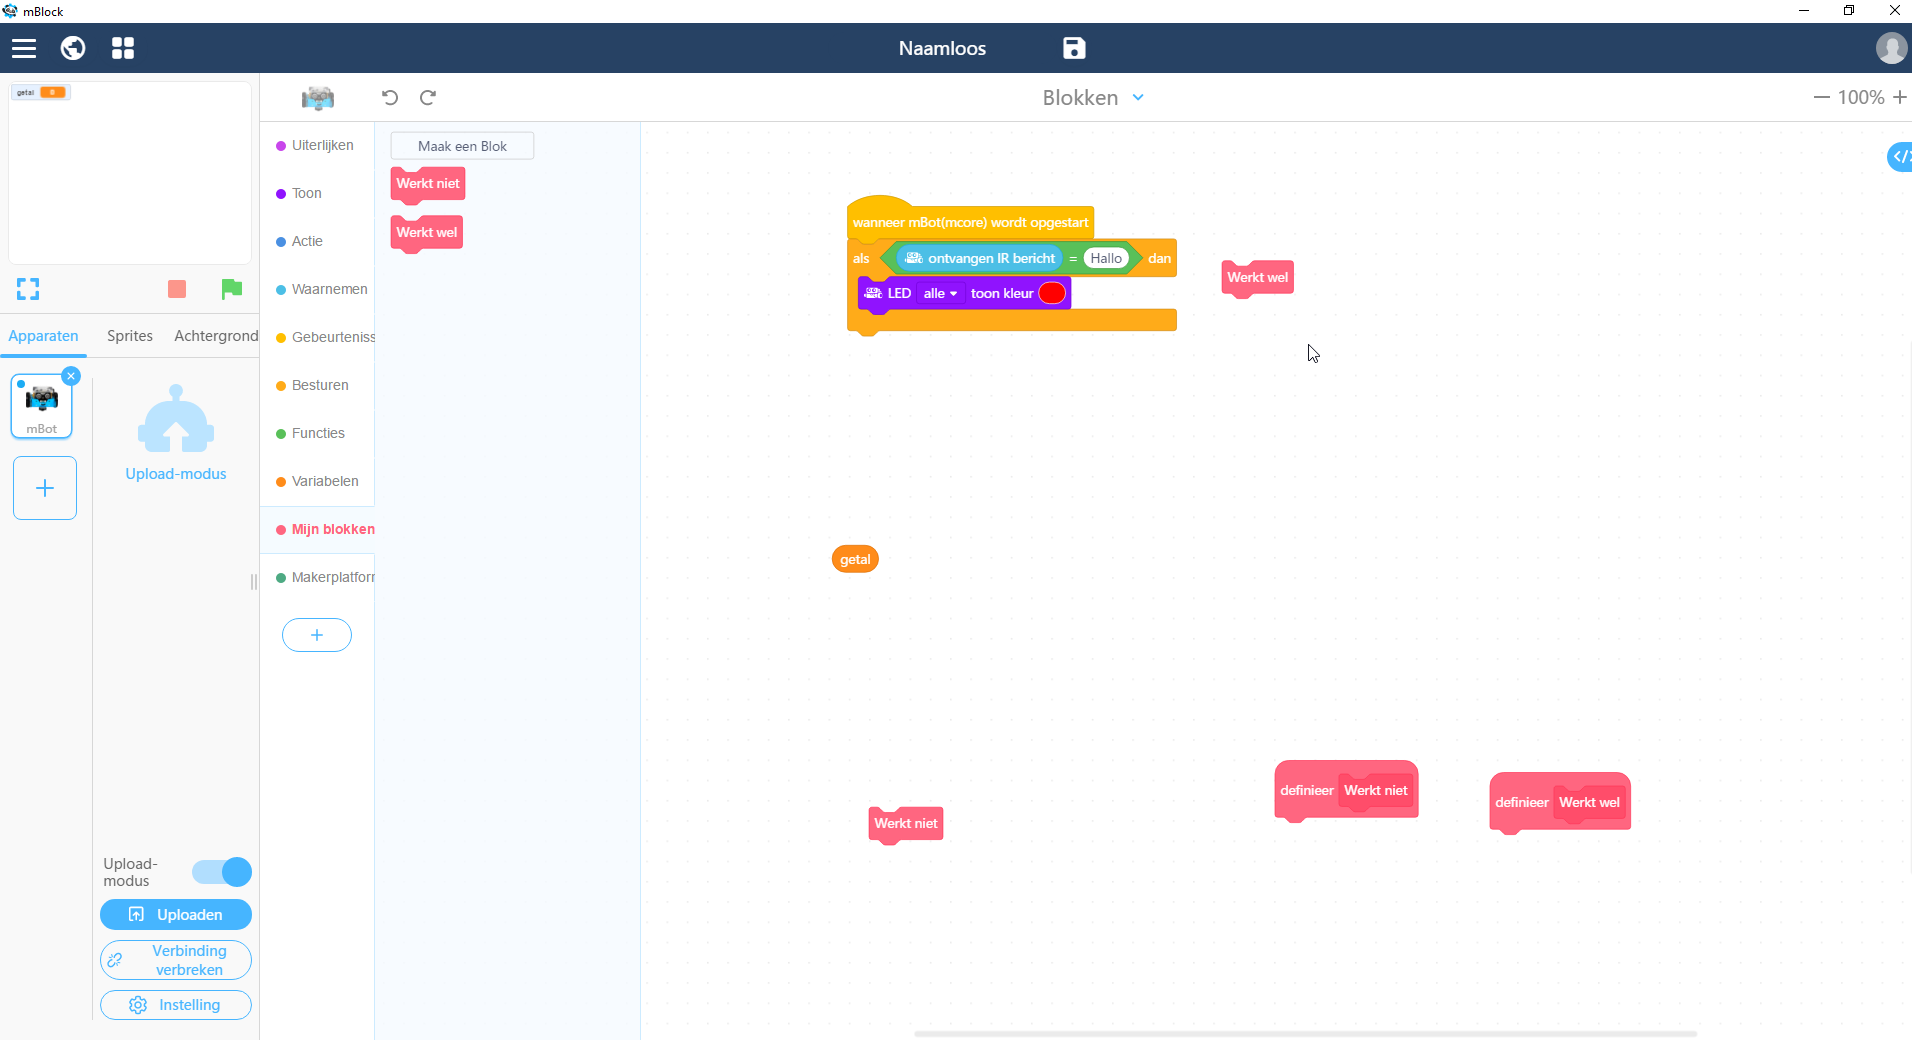 mBlock
Naamloos
getal 0
Blokken
100%
Uiterlijken
Toon
Actie
Waarnemen
Gebeurteniss
Besturen
Functies
Variabelen
Mijn blokken
Makerplatforr
Maak een Blok
Werkt niet
Werkt wel
wanneer mBot(mcore) wordt opgestart
als ontvangen IR bericht = Hallo dan
LED alle toon kleur
Werkt wel
getal
Werkt niet
definieer Werkt niet
definieer Werkt wel
Apparaten Sprites Achtergrond
mBot
Upload-modus
Upload-
modus
Uploaden
Verbinding
verbreken
Instelling